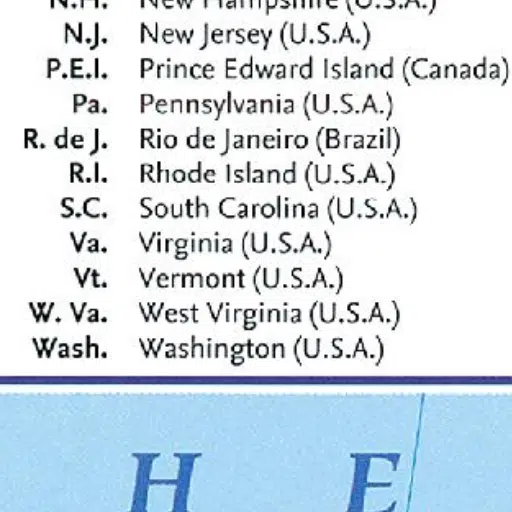 N.H. New Hampshire (U.S.A.)
N.J. New Jersey (U.S.A.)
P.E.I. Prince Edward Island (Canada)
Pa. Pennsylvania (U.S.A.)
R. de J. Rio de Janeiro (Brazil)
R.I. Rhode Island (U.S.A.)
S.C. South Carolina (U.S.A.)
Va. Virginia (U.S.A.)
Vt. Vermont (U.S.A.)
W. Va. West Virginia (U.S.A.)
Wash. Washington (U.S.A.)
H E